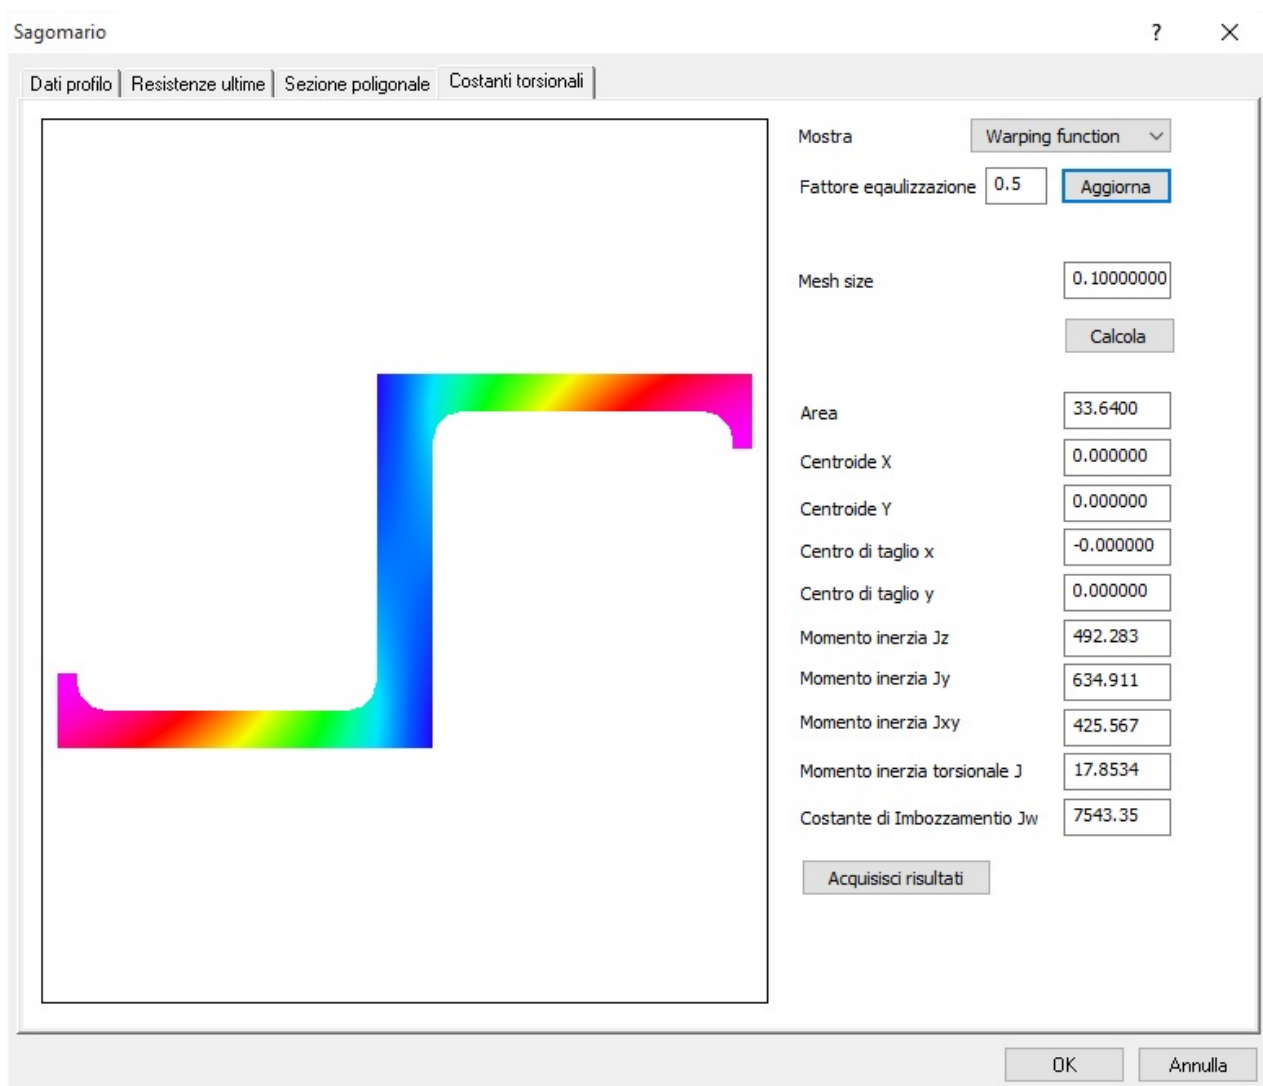 Sagomario ?
Dati profilo Resistenze ultime Sezione poligonale Costanti torsionali
Mostra Warping function
Fattore eqaulizzazione 0.5 Aggiorna
Mesh size 0.10000000
Calcola
Area 33.6400
Centroide X 0.000000
Centroide Y 0.000000
Centro di taglio x -0.000000
Centro di taglio y 0.000000
Momento inerzia Jz 492.283
Momento inerzia Jy 634.911
Momento inerzia Jxy 425.567
Momento inerzia torsionale J 17.8534
Costante di Imbozzamentio Jw 7543.35
Acquisisci risultati
OK Annulla